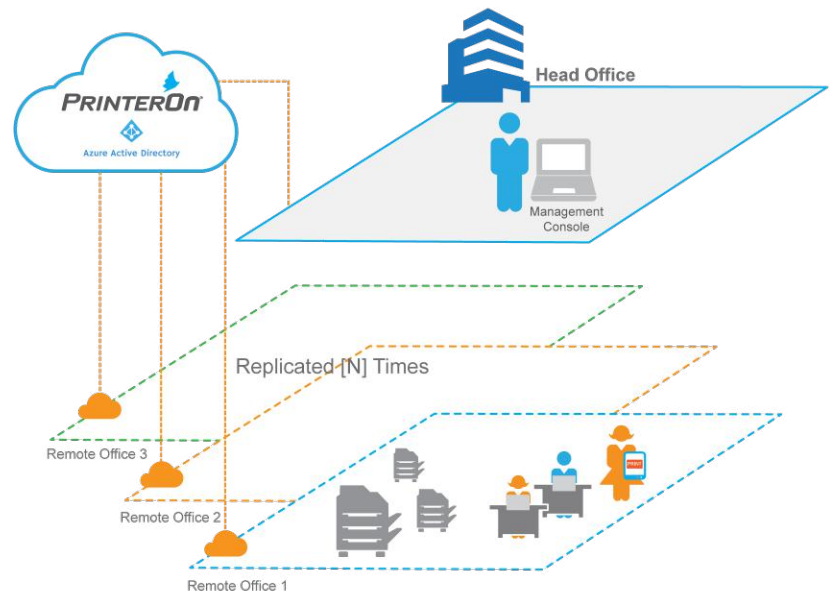 PRINTERON
Azure Active Directory
Head Office
Management
Console
Replicated [N] Times
Remote Office 3
Remote Office 2
Remote Office 1
PRINT